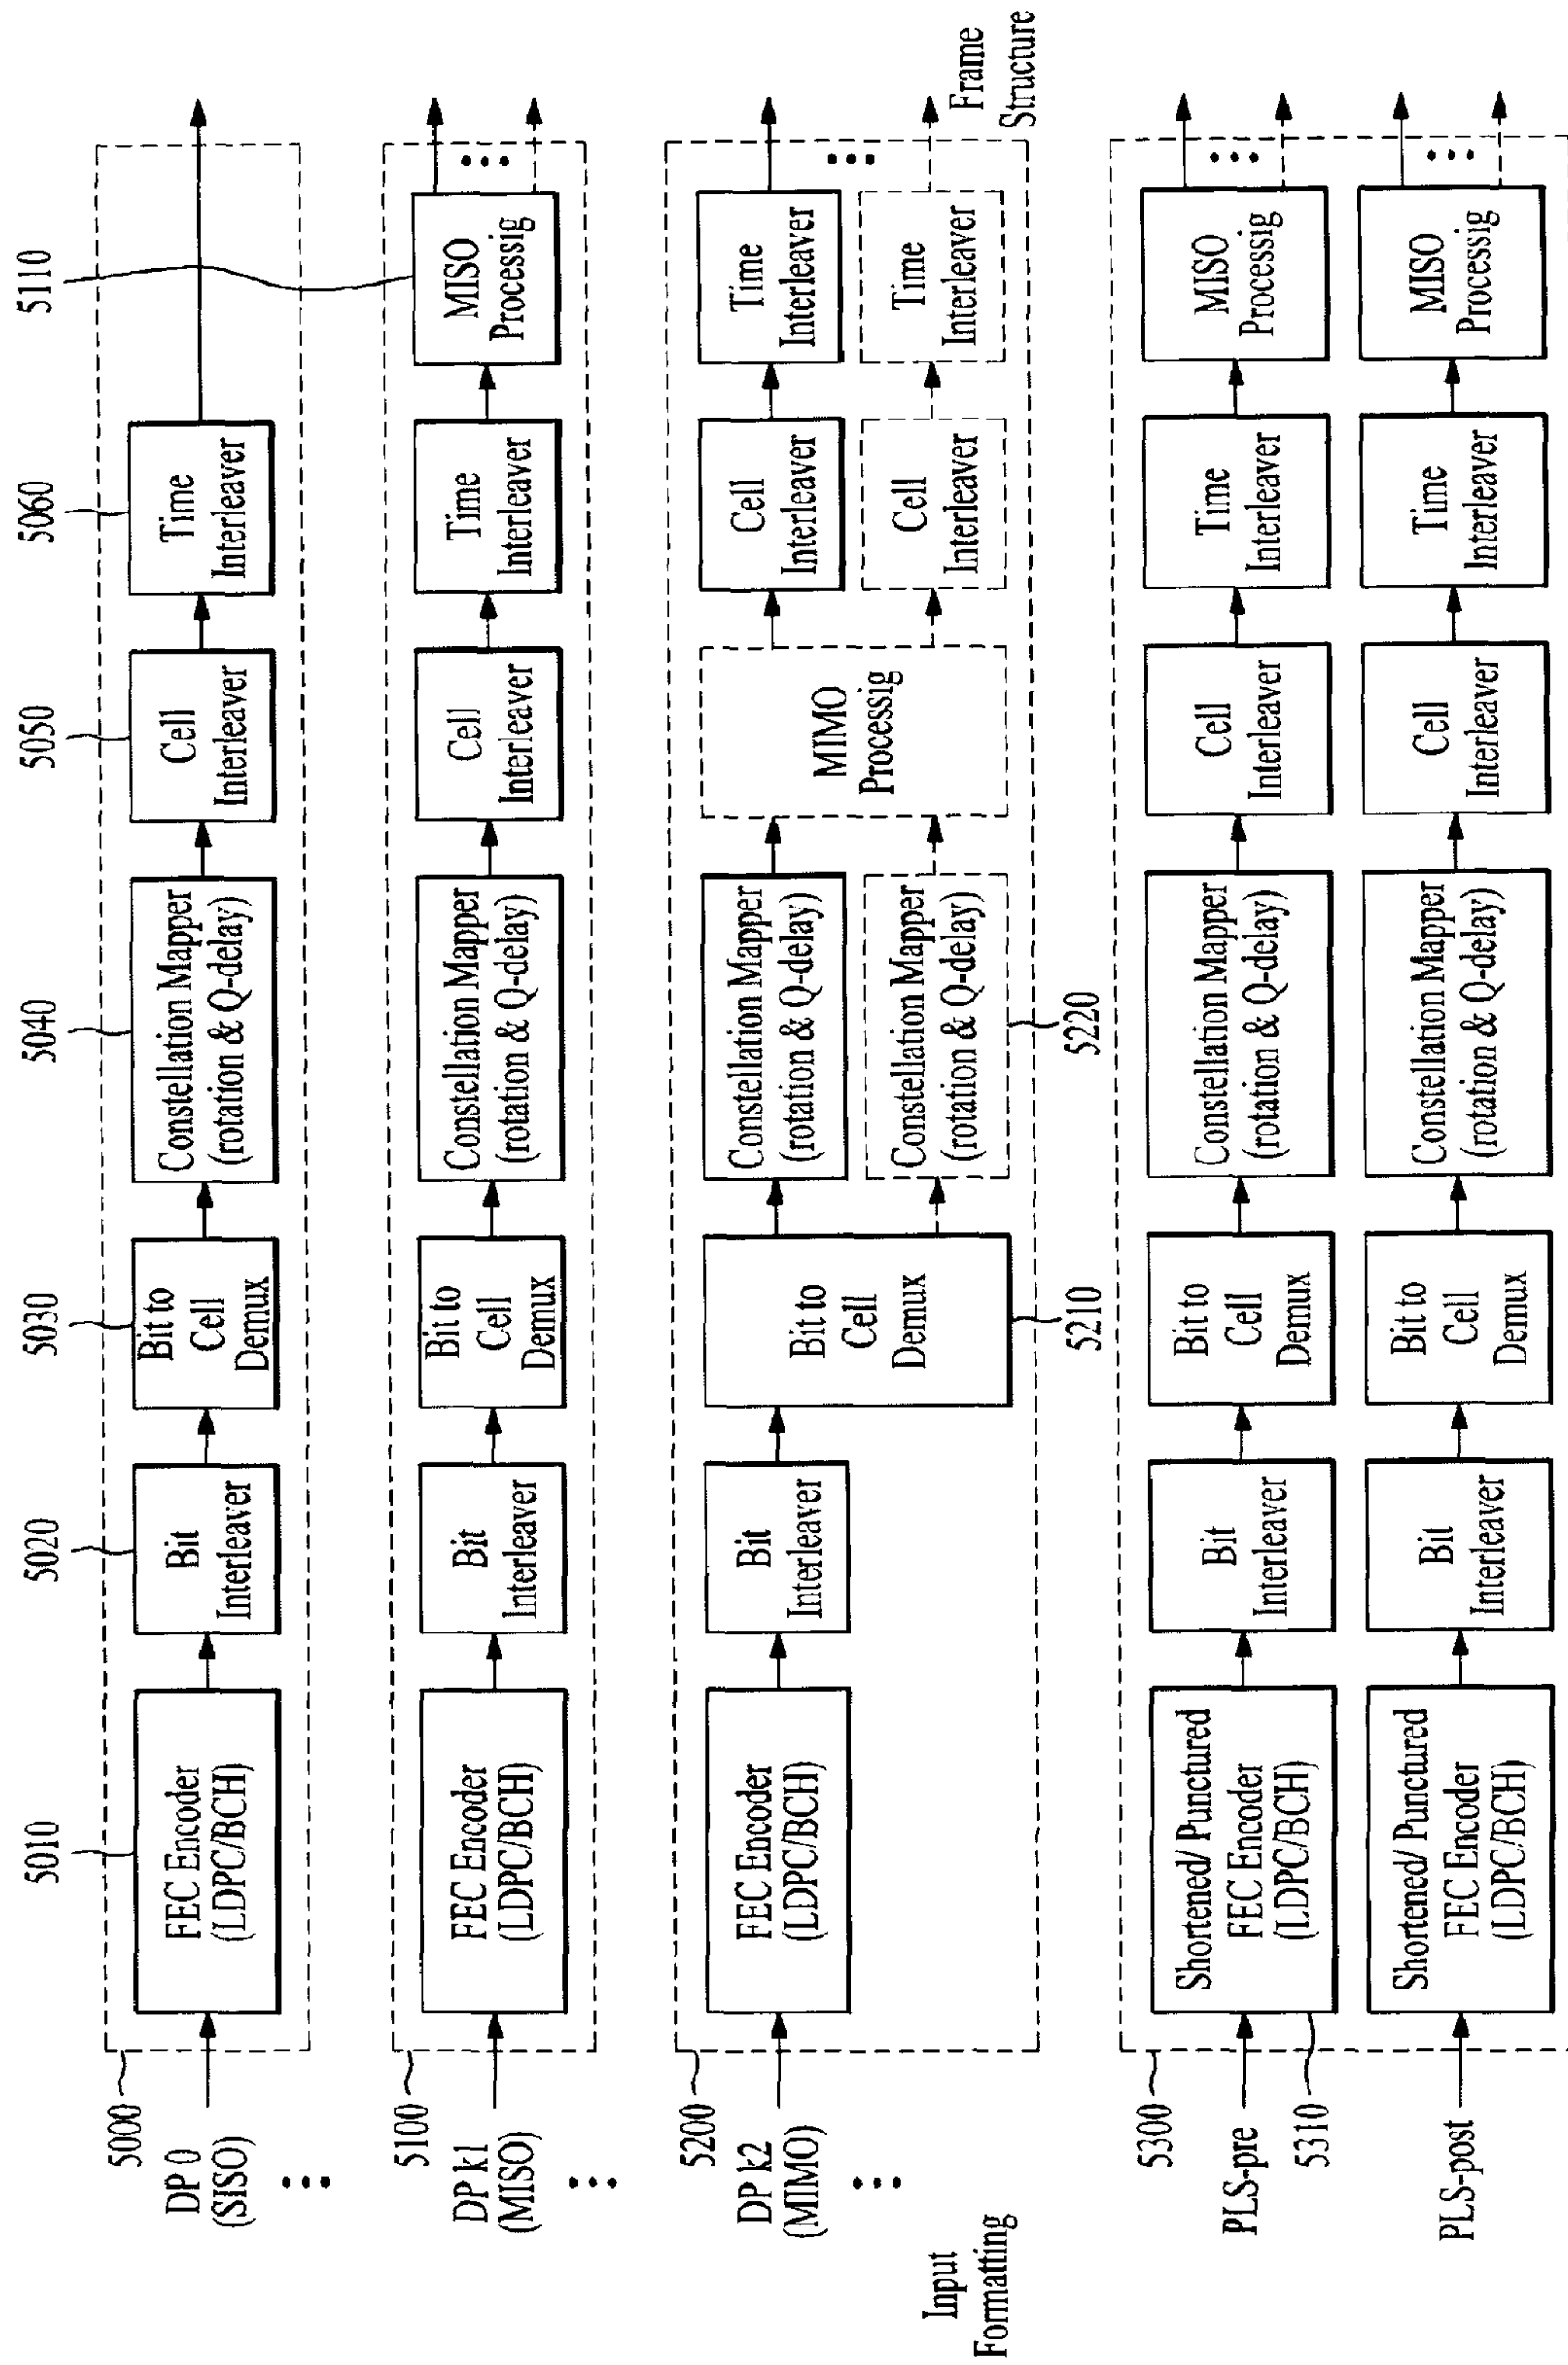 5010
5020
5030
5040
5050
5060
5110
5000
DP 0
(SISO)
FEC Encoder
(LDPC/BCH)
Bit
Interleaver
Bit to
Cell
Demux
Constellation Mapper
(rotation & Q-delay)
Cell
Interleaver
Time
Interleaver
5100
DP k1
(MISO)
FEC Encoder
(LDPC/BCH)
Bit
Interleaver
Bit to
Cell
Demux
Constellation Mapper
(rotation & Q-delay)
Cell
Interleaver
Time
Interleaver
MISO
Processig
5200
DP k2
(MIMO)
FEC Encoder
(LDPC/BCH)
Bit
Interleaver
Bit to
Cell
Demux
5210
Constellation Mapper
(rotation & Q-delay)
Constellation Mapper
(rotation & Q-delay)
5220
MIMO
Processig
Cell
Interleaver
Cell
Interleaver
Time
Interleaver
Time
Interleaver
Input
Formatting
Frame
Structure
5300
PLS-pre
5310
Shortened/ Punctured
FEC Encoder
(LDPC/BCH)
Bit
Interleaver
Bit to
Cell
Demux
Constellation Mapper
(rotation & Q-delay)
Cell
Interleaver
Time
Interleaver
MISO
Processig
PLS-post
Shortened/ Punctured
FEC Encoder
(LDPC/BCH)
Bit
Interleaver
Bit to
Cell
Demux
Constellation Mapper
(rotation & Q-delay)
Cell
Interleaver
Time
Interleaver
MISO
Processig